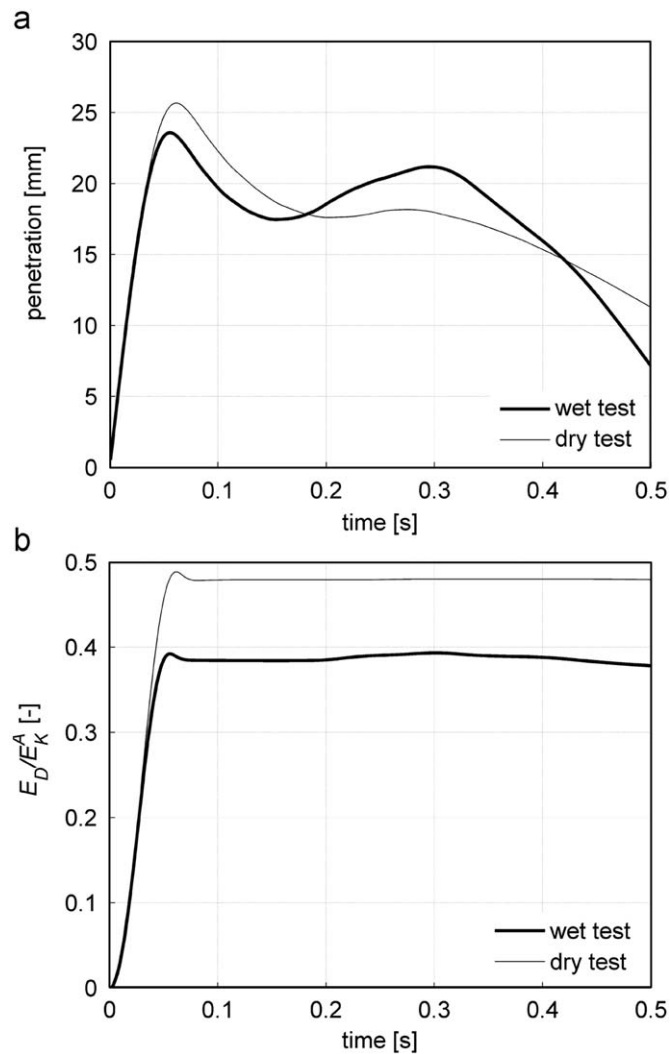 a
30
25
20
15
10
5
0
penetration [mm]
wet test
dry test
0 0.1 0.2 0.3 0.4 0.5
time [s]
b
0.5
0.4
0.3
0.2
0.1
0
E_D/E_K^A [-]
wet test
dry test
0 0.1 0.2 0.3 0.4 0.5
time [s]